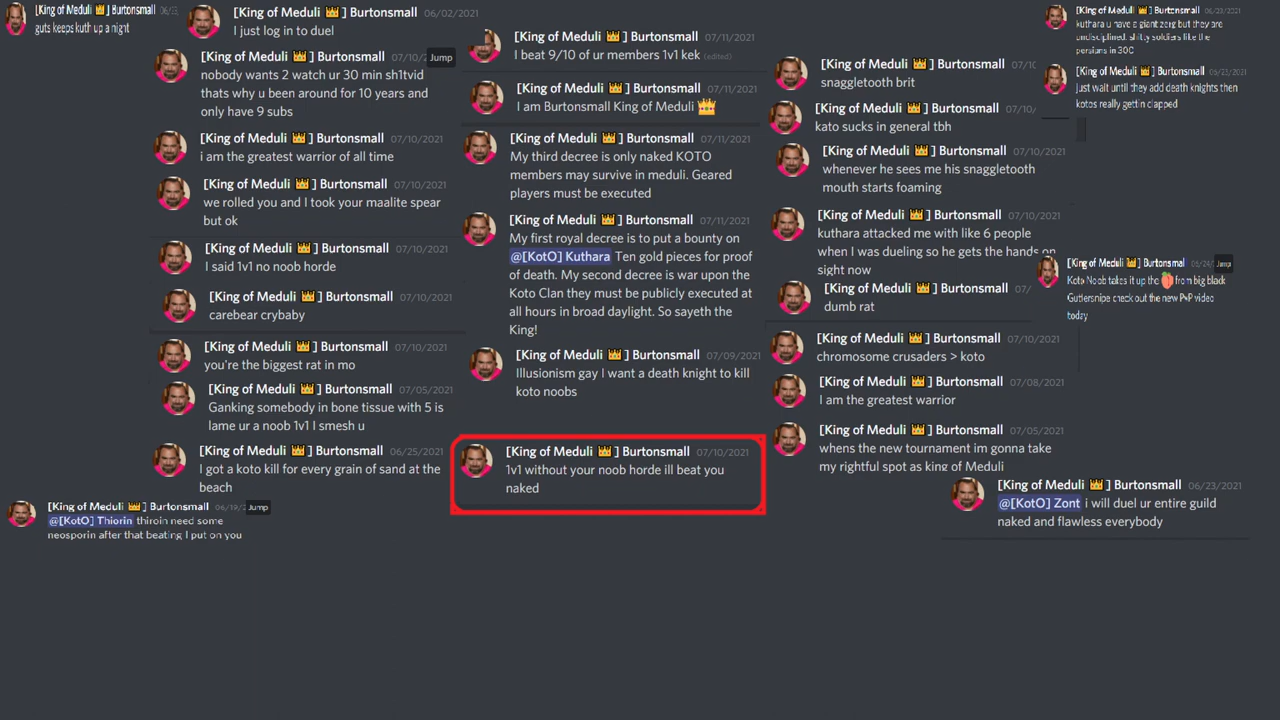 [King of Meduli 👑 ] Burtonsmall
guts keeps kuth up a night
[King of Meduli 👑 ] Burtonsmall 06/02/2021
I just log in to duel
[King of Meduli 👑 ] Burtonsmall 07/10/2 Jump
nobody wants 2 watch ur 30 min sh1tvid
thats why u been around for 10 years and
only have 9 subs
[King of Meduli 👑 ] Burtonsmall 07/10/2021
i am the greatest warrior of all time
[King of Meduli 👑 ] Burtonsmall 07/10/2021
we rolled you and I took your maalite spear
but ok
[King of Meduli 👑 ] Burtonsmall 07/10/2021
I said 1v1 no noob horde
[King of Meduli 👑 ] Burtonsmall 07/10/2021
carebear crybaby
[King of Meduli 👑 ] Burtonsmall 07/10/2021
you're the biggest rat in mo
[King of Meduli 👑 ] Burtonsmall 07/05/2021
Ganking somebody in bone tissue with 5 is
lame ur a noob 1v1 I smesh u
[King of Meduli 👑 ] Burtonsmall 06/25/2021
I got a koto kill for every grain of sand at the
beach
[King of Meduli 👑 ] Burtonsmall 06/19/2 Jump
@[KotO] Thiorin thiroin need some
neosporin after that beating I put on you
[King of Meduli 👑 ] Burtonsmall 07/11/2021
I beat 9/10 of ur members 1v1 kek (edited)
[King of Meduli 👑 ] Burtonsmall 07/11/2021
I am Burtonsmall King of Meduli 👑
[King of Meduli 👑 ] Burtonsmall 07/11/2021
My third decree is only naked KOTO
members may survive in meduli. Geared
players must be executed
[King of Meduli 👑 ] Burtonsmall 07/11/2021
My first royal decree is to put a bounty on
@[KotO] Kuthara Ten gold pieces for proof
of death. My second decree is war upon the
Koto Clan they must be publicly executed at
all hours in broad daylight. So sayeth the
King!
[King of Meduli 👑 ] Burtonsmall 07/09/2021
Illusionism gay I want a death knight to kill
koto noobs
[King of Meduli 👑 ] Burtonsmall 07/10/2021
1v1 without your noob horde ill beat you
naked
[King of Meduli 👑 ] Burtonsmall 07/10
snaggletooth brit
[King of Meduli 👑 ] Burtonsmall 07/10/
kato sucks in general tbh
[King of Meduli 👑 ] Burtonsmall 07/10/2021
whenever he sees me his snaggletooth
mouth starts foaming
[King of Meduli 👑 ] Burtonsmall 07/10/2021
kuthara attacked me with like 6 people
when I was dueling so he gets the hands on
sight now
[King of Meduli 👑 ] Burtonsmall 07/
dumb rat
[King of Meduli 👑 ] Burtonsmall 07/10/2021
chromosome crusaders > koto
[King of Meduli 👑 ] Burtonsmall 07/08/2021
I am the greatest warrior
[King of Meduli 👑 ] Burtonsmall 07/05/2021
whens the new tournament im gonna take
my rightful spot as king of Meduli
[King of Meduli 👑 ] Burtonsmall 06/23/2021
@[KotO] Zont i will duel ur entire guild
naked and flawless everybody
[King of Meduli 👑 ] Burtonsmall
kuthara u have a giant zerg but they are
undisciplined. shitty soldiers like the
persians in 300
[King of Meduli 👑 ] Burtonsmall 06/23/2021
just wait until they add death knights then
kotos really gettin clapped
[King of Meduli 👑 ] Burtonsmall Jump
Koto Noob takes it up the 🍑 from big black
Guttersnipe check out the new PvP video
today